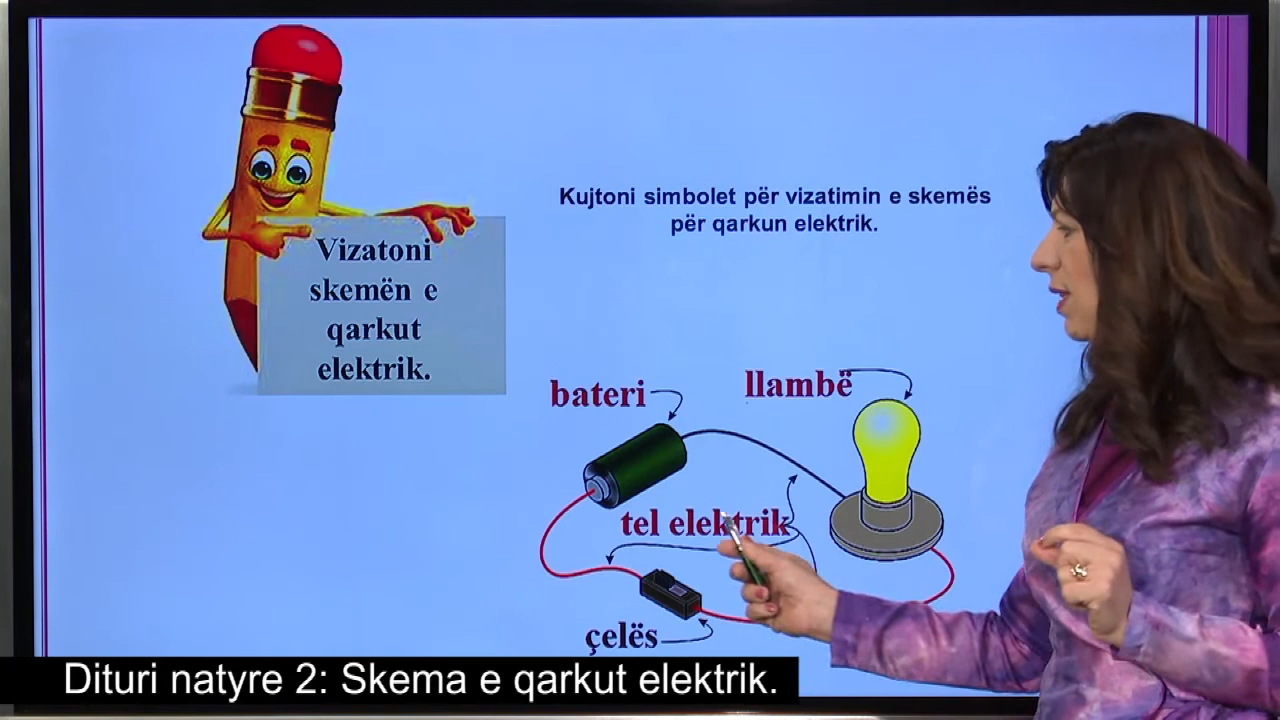 Kujtoni simbolet për vizatimin e skemës
për qarkun elektrik.
Vizatoni
skemën e
qarkut
elektrik.
bateri
llambë
tel elektrik
çelës
Dituri natyre 2: Skema e qarkut elektrik.